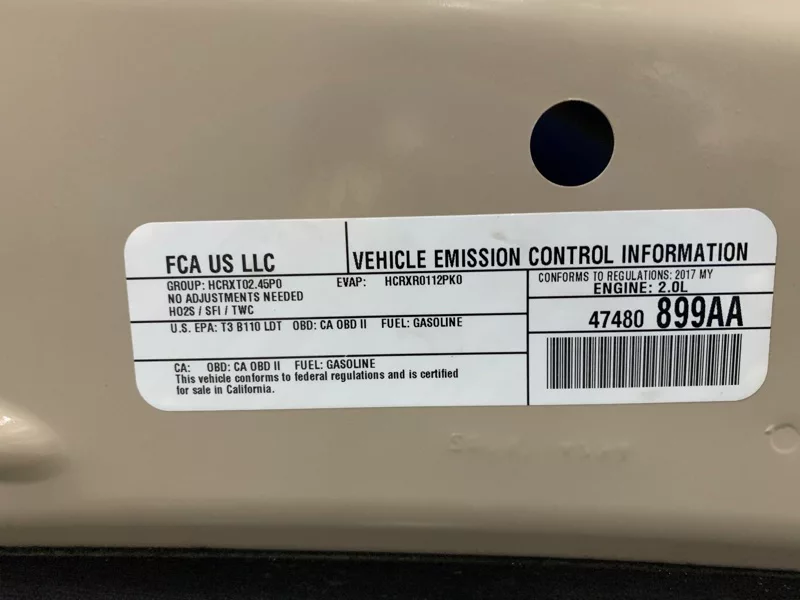 FCA US LLC
VEHICLE EMISSION CONTROL INFORMATION
GROUP: HCRXT02.45P0 EVAP: HCRXR0112PK0
NO ADJUSTMENTS NEEDED
HO2S / SFI / TWC
CONFORMS TO REGULATIONS: 2017 MY
ENGINE: 2.0L
U.S. EPA: T3 B110 LDT OBD: CA OBD II FUEL: GASOLINE
47480 899AA
CA: OBD: CA OBD II FUEL: GASOLINE
This vehicle conforms to federal regulations and is certified
for sale in California.